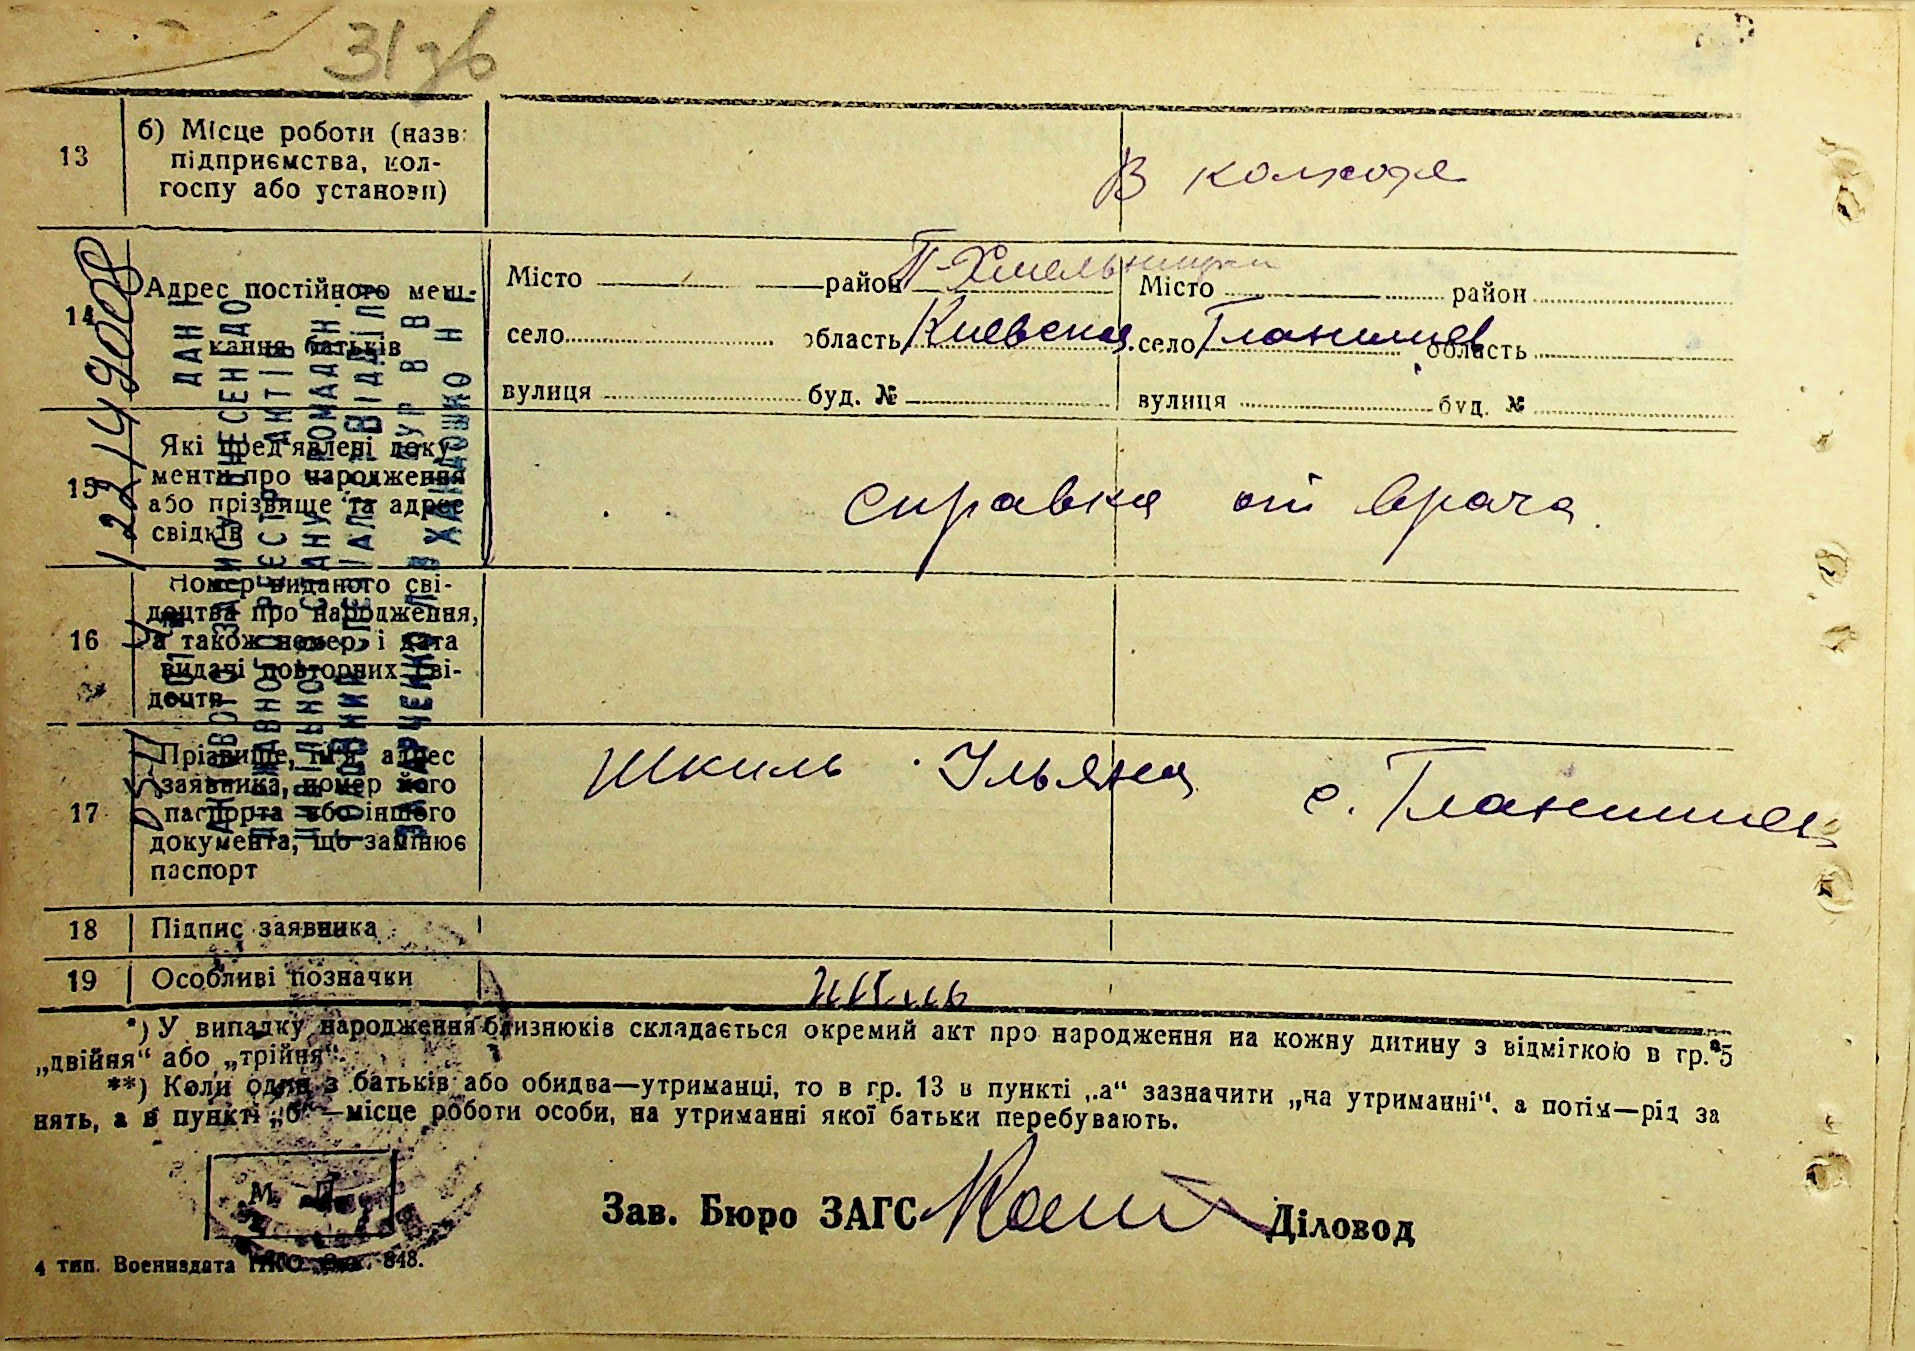 31 зв
13
б) Місце роботи (назв
підприємства, кол-
госпу або установи)
В колхозе
14
Адрес постійного меш-
кання батьків
Місто район П-Хмельницки Місто район
село область Киевская село Гланишев область
вулиця буд. № вулиця буд. №
15
Які пред'явлені доку-
менти про народження
або прізвище та адрес
свідків
справка от врача
16
Номер виданого сві-
доцтва про народження,
а також номер і дата
видачі повторних сві-
доцтв
17
Прізвище, ім'я, адрес
заявника, номер його
паспорта або іншого
документа, що замінює
паспорт
Шкиль Ульяна с. Гланишев
18 Підпис заявника
19 Особливі позначки
*) У випадку народження близнюків складається окремий акт про народження на кожну дитину з відміткою в гр. 5
„двійня“ або „трійня“.
**) Коли один з батьків або обидва—утриманці, то в гр. 13 в пункті „а“ зазначити „на утриманні“, а потім—рід за
нять, а в пункті „б“—місце роботи особи, на утриманні якої батьки перебувають.
М. П.
Зав. Бюро ЗАГС Діловод
4 тип. Воениздата НКО 848.